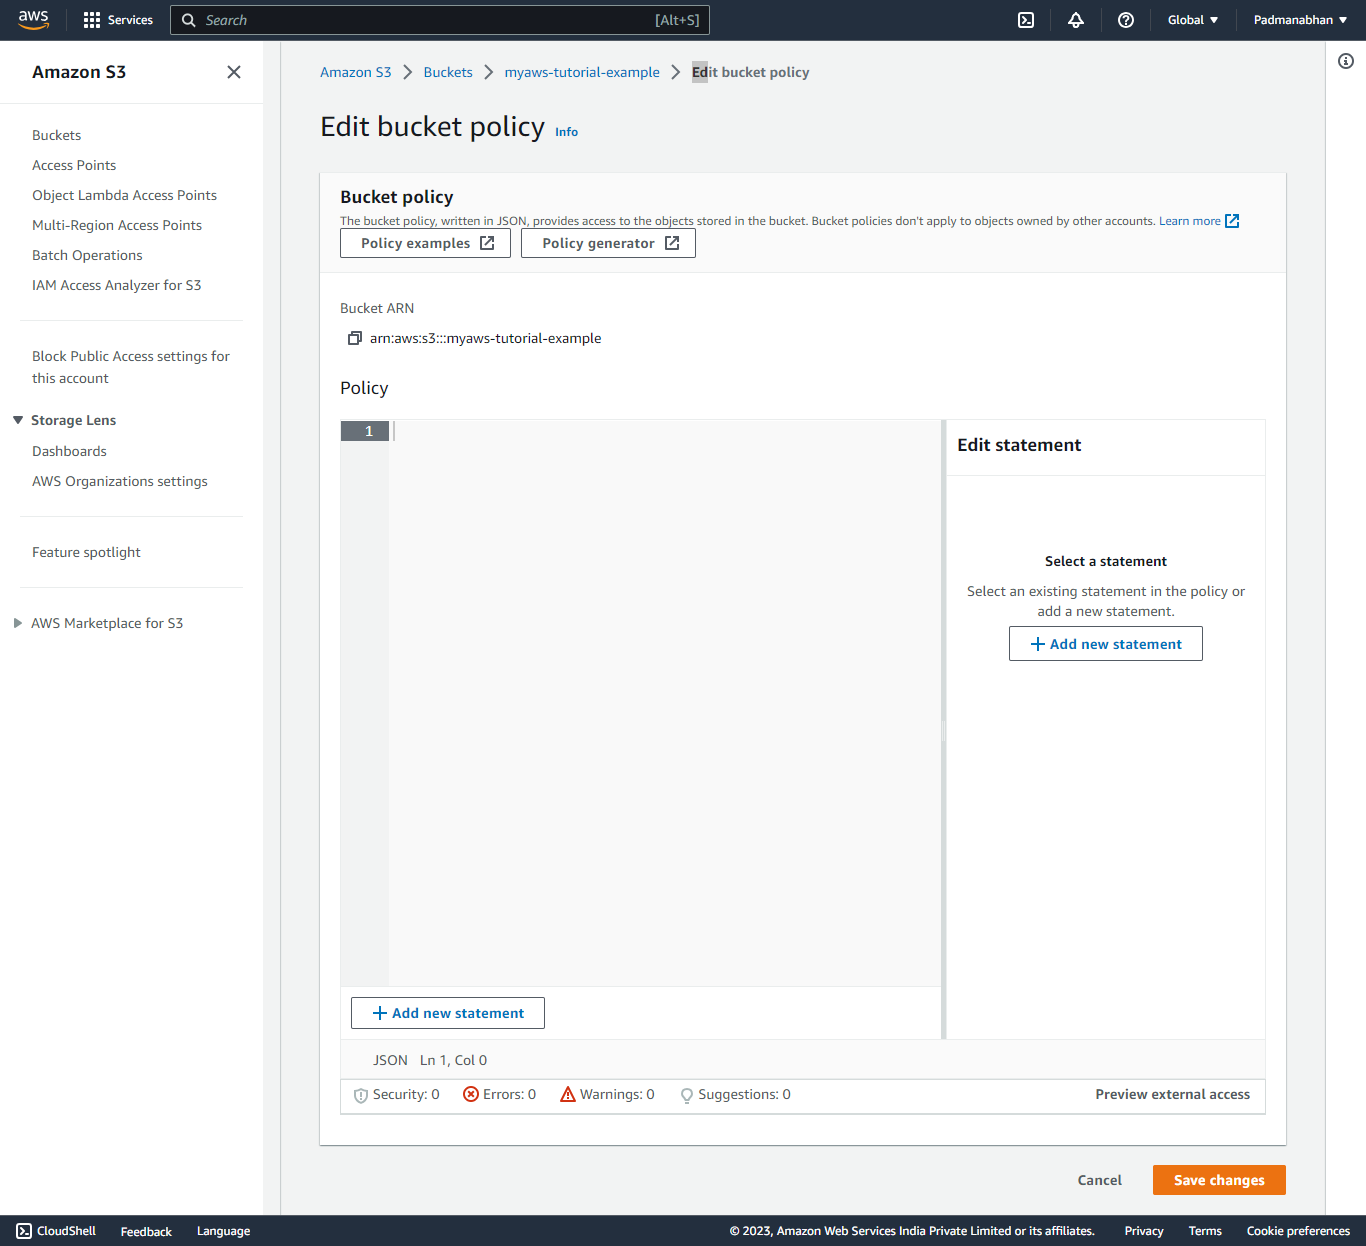 aws
Services
Search
[Alt+S]
Global
Padmanabhan
Amazon S3
Buckets
Access Points
Object Lambda Access Points
Multi-Region Access Points
Batch Operations
IAM Access Analyzer for S3
Block Public Access settings for
this account
Storage Lens
Dashboards
AWS Organizations settings
Feature spotlight
AWS Marketplace for S3
Amazon S3 > Buckets > myaws-tutorial-example > Edit bucket policy
Edit bucket policy Info
Bucket policy
The bucket policy, written in JSON, provides access to the objects stored in the bucket. Bucket policies don't apply to objects owned by other accounts. Learn more
Policy examples
Policy generator
Bucket ARN
arn:aws:s3:::myaws-tutorial-example
Policy
1
Add new statement
Edit statement
Select a statement
Select an existing statement in the policy or
add a new statement.
+ Add new statement
JSON Ln 1, Col 0
Security: 0 Errors: 0 Warnings: 0 Suggestions: 0
Preview external access
Cancel
Save changes
CloudShell
Feedback
Language
© 2023, Amazon Web Services India Private Limited or its affiliates.
Privacy
Terms
Cookie preferences